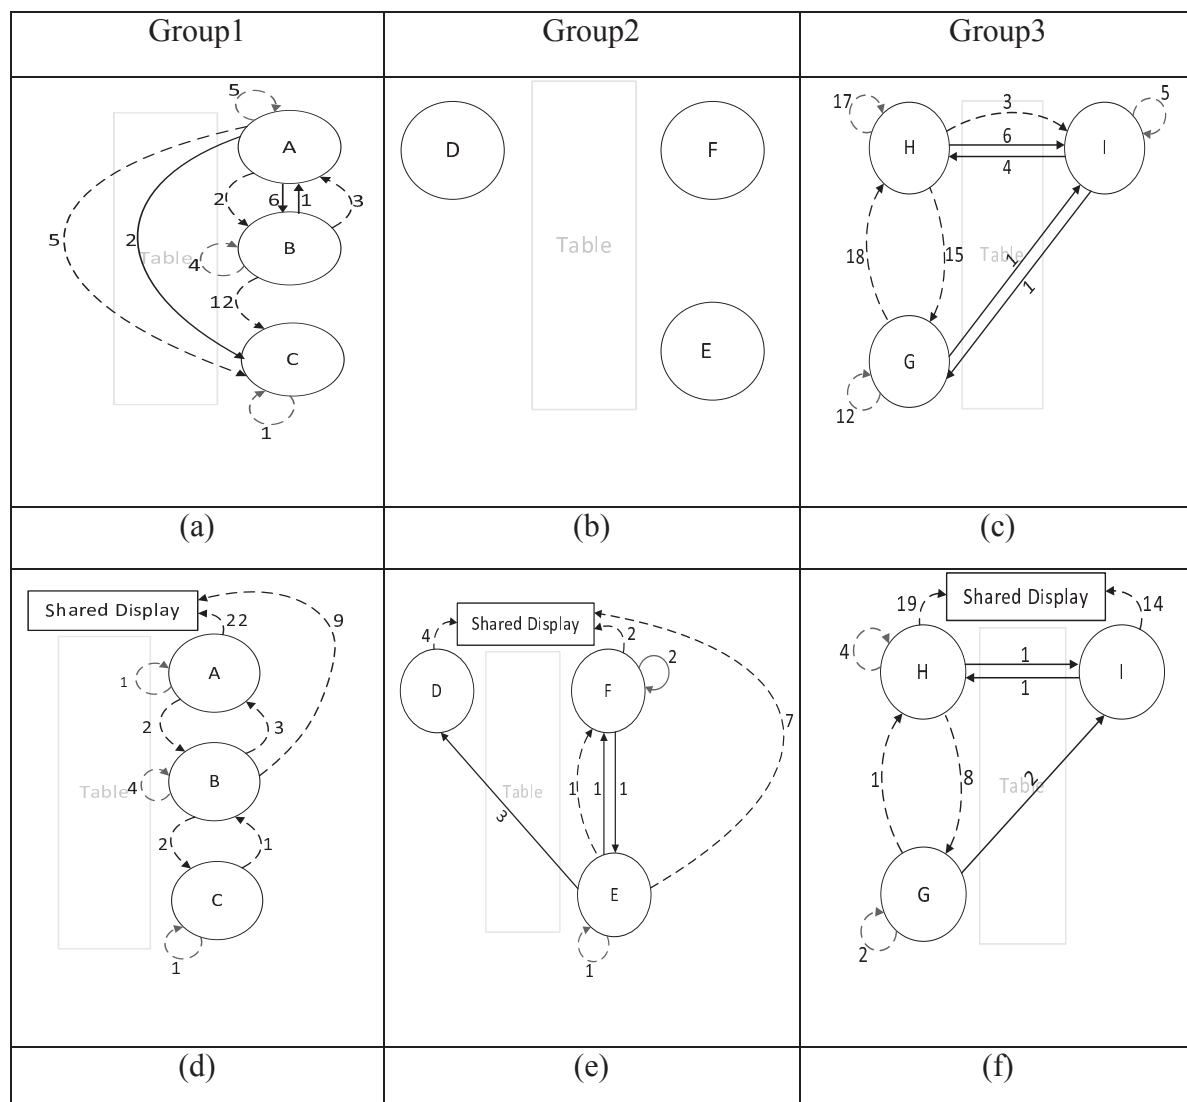 Group1 Group2 Group3
5
A
2 6 1 3
5 2 Table B
4
12
C
1
D F
Table
E
17 3 5
H 6 I
4
18 15 Table 1
1
G
12
(a) (b) (c)
Shared Display
22 9
A
1
2 3
Table 4 B
2 1
C
1
Shared Display
4 2
2
D F
7
Table 1 1 1
3
E
1
Shared Display
19 14
4 H 1 I
1
1 8 Table 2
G
2
(d) (e) (f)